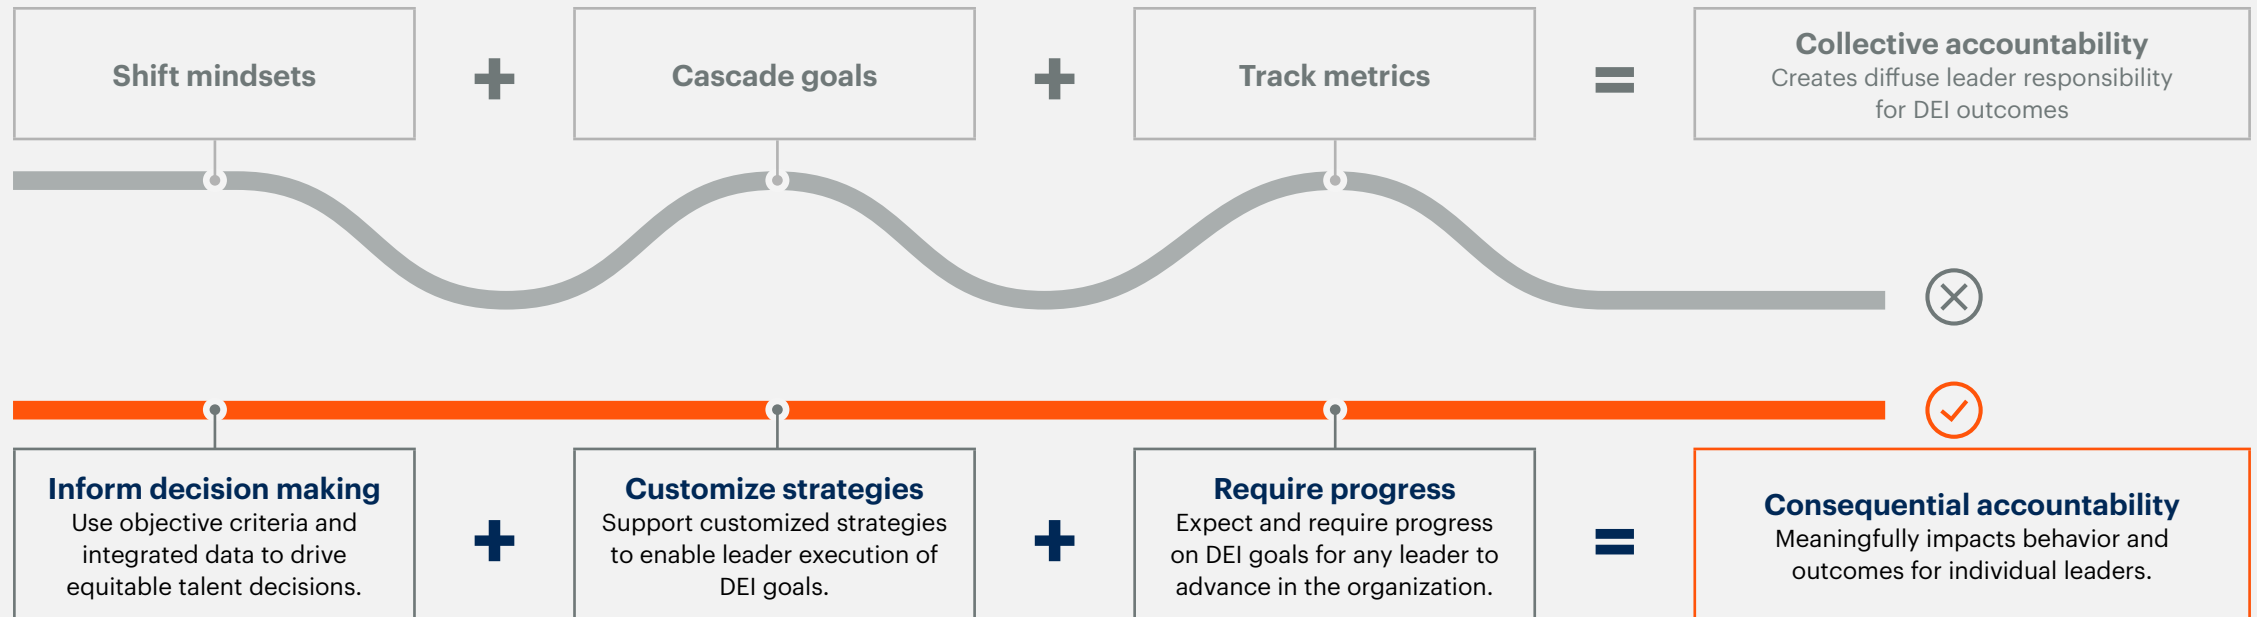 Shift mindsets
+
Cascade goals
+
Track metrics
=
Collective accountability
Creates diffuse leader responsibility
for DEI outcomes
Inform decision making
Use objective criteria and
integrated data to drive
equitable talent decisions.
+
Customize strategies
Support customized strategies
to enable leader execution of
DEI goals.
+
Require progress
Expect and require progress
on DEI goals for any leader to
advance in the organization.
=
Consequential accountability
Meaningfully impacts behavior and
outcomes for individual leaders.